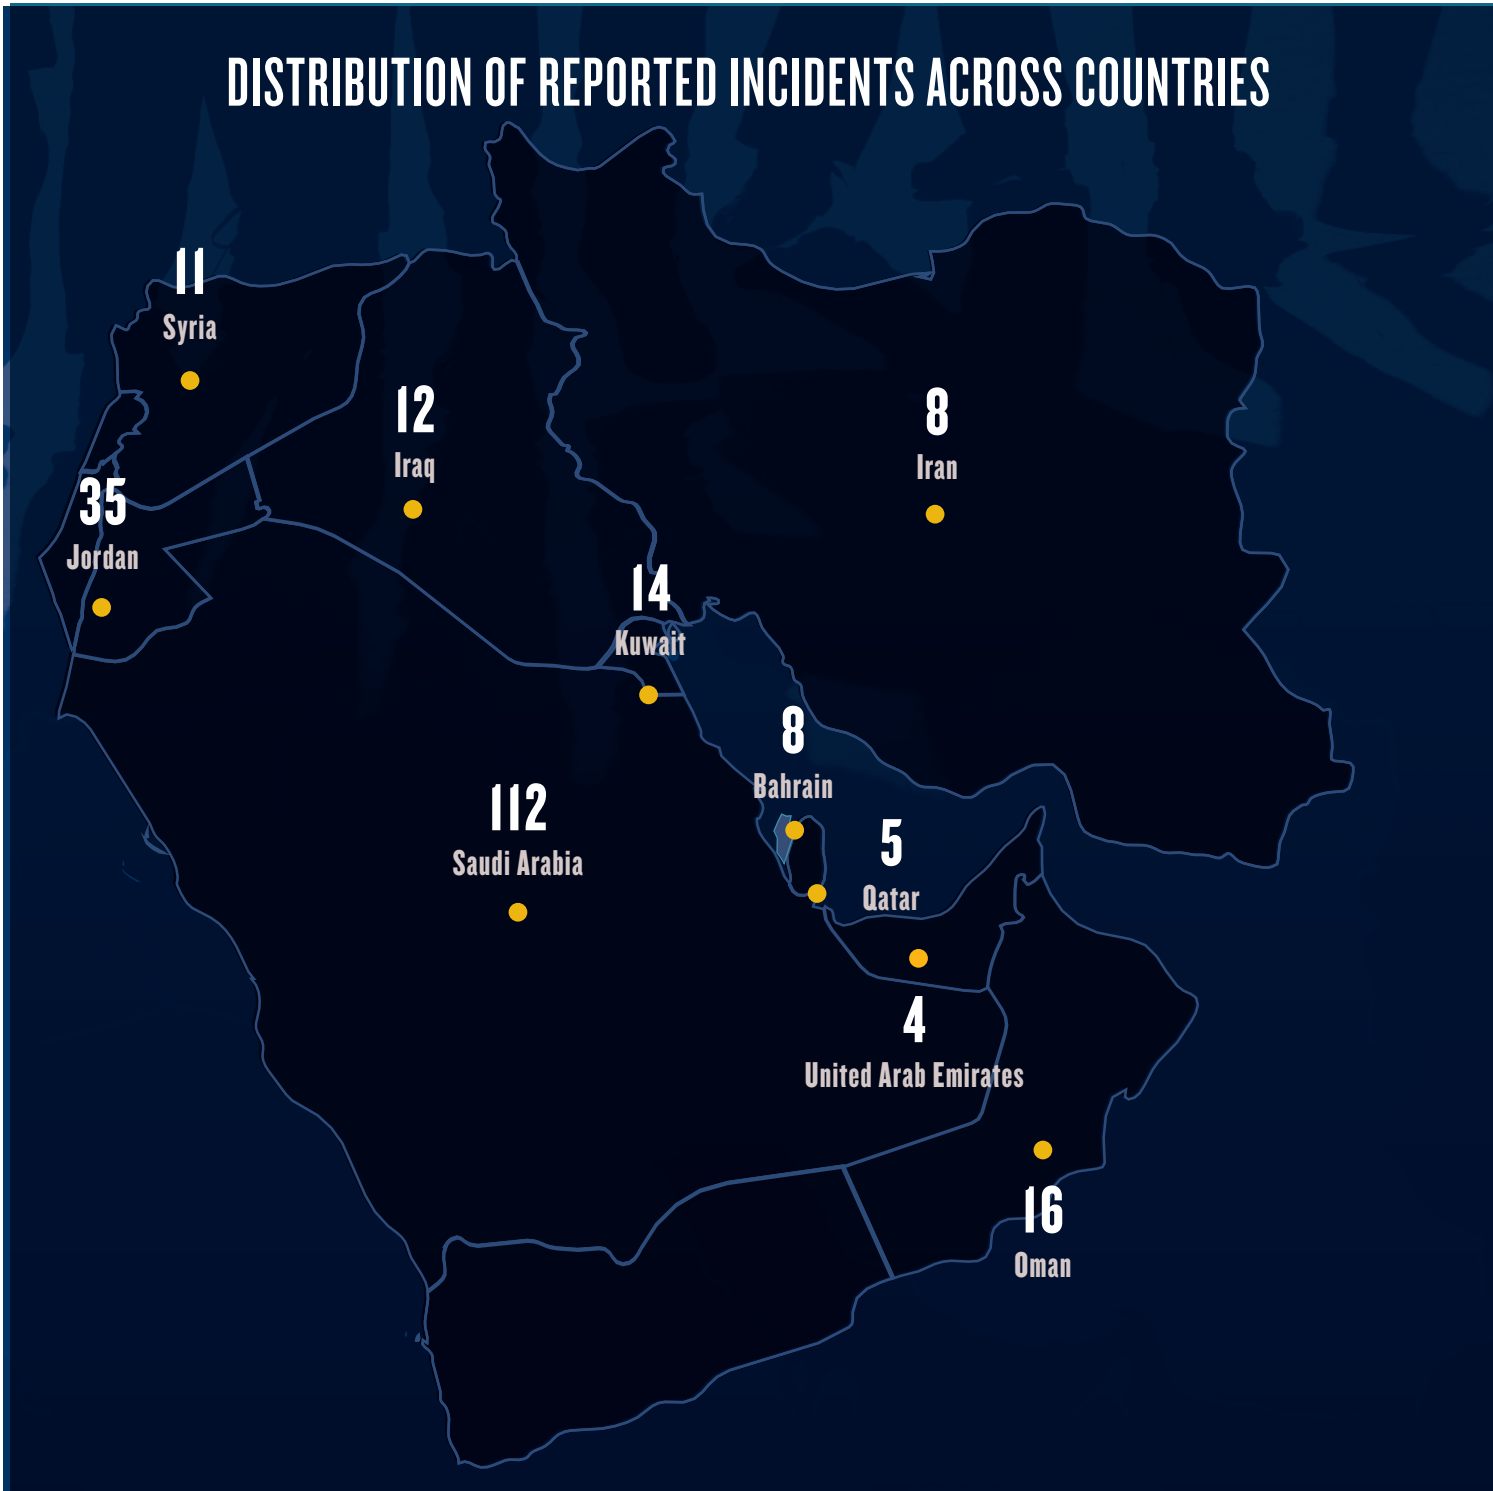 DISTRIBUTION OF REPORTED INCIDENTS ACROSS COUNTRIES
11
Syria
12
Iraq
8
Iran
35
Jordan
14
Kuwait
8
Bahrain
112
Saudi Arabia
5
Qatar
4
United Arab Emirates
16
Oman